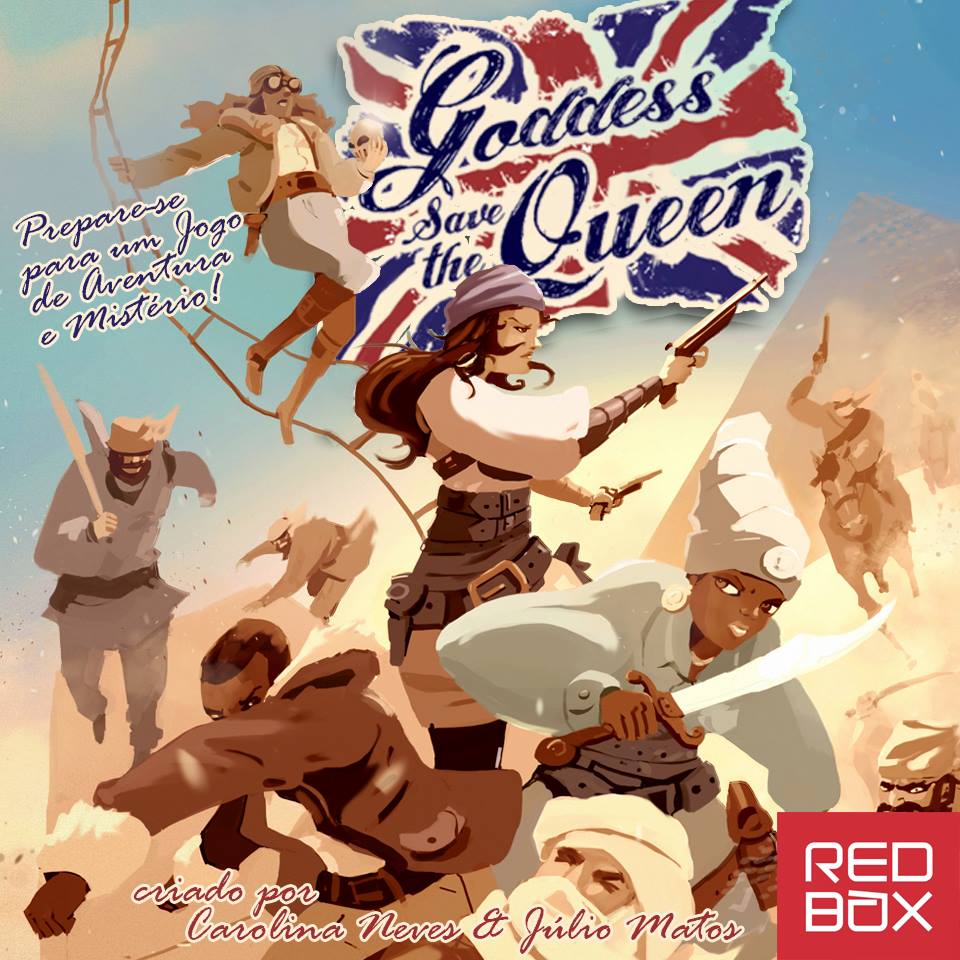 Goddess
Save
the Queen
Prepare-se
para um Jogo
de Aventura
e Mistério!
criado por
Carolina Neves & Júlio Matos
RED
BOX